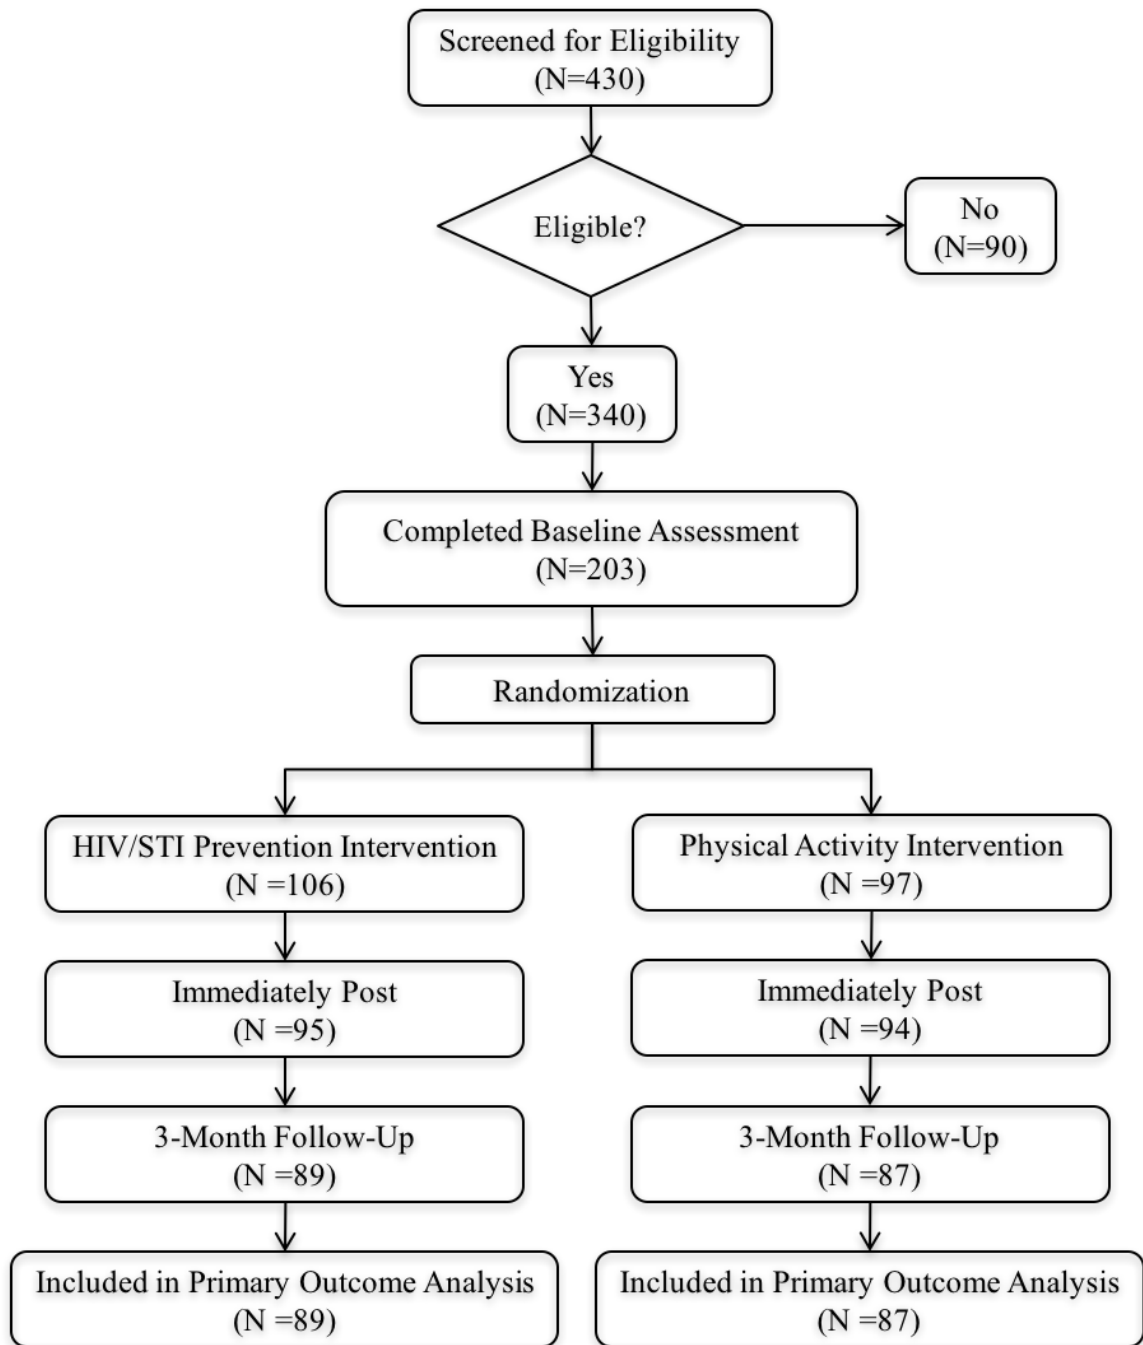 Screened for Eligibility
(N=430)
Eligible?
No
(N=90)
Yes
(N=340)
Completed Baseline Assessment
(N=203)
Randomization
HIV/STI Prevention Intervention
(N =106)
Physical Activity Intervention
(N =97)
Immediately Post
(N =95)
Immediately Post
(N =94)
3-Month Follow-Up
(N =89)
3-Month Follow-Up
(N =87)
Included in Primary Outcome Analysis
(N =89)
Included in Primary Outcome Analysis
(N =87)